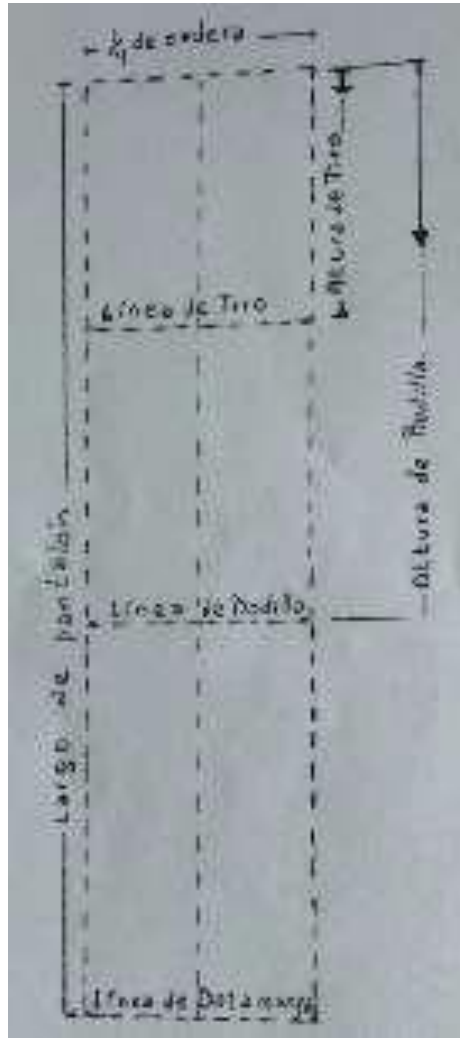 ¼ de cadera
Altura de Tiro
Línea de Tiro
Altura de Rodilla
Largo de pantalón
Línea de Rodilla
Línea de Botamanga